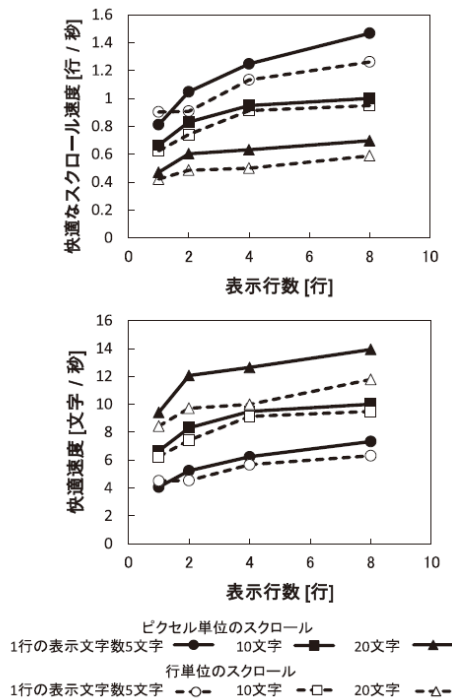 快適なスクロール速度 [行 / 秒]
1.6
1.4
1.2
1
0.8
0.6
0.4
0.2
0
0 2 4 6 8 10
表示行数 [行]
快適速度 [文字 / 秒]
16
14
12
10
8
6
4
2
0
0 2 4 6 8 10
表示行数 [行]
ピクセル単位のスクロール
1行の表示文字数5文字 10文字 20文字
行単位のスクロール
1行の表示文字数5文字 10文字 20文字